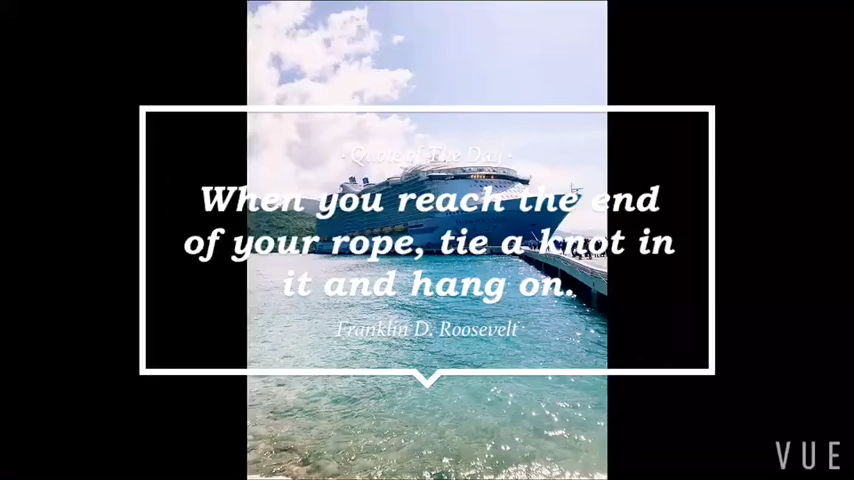 - Quote of The Day -
When you reach the end
of your rope, tie a knot in
it and hang on.
Franklin D. Roosevelt
VUE